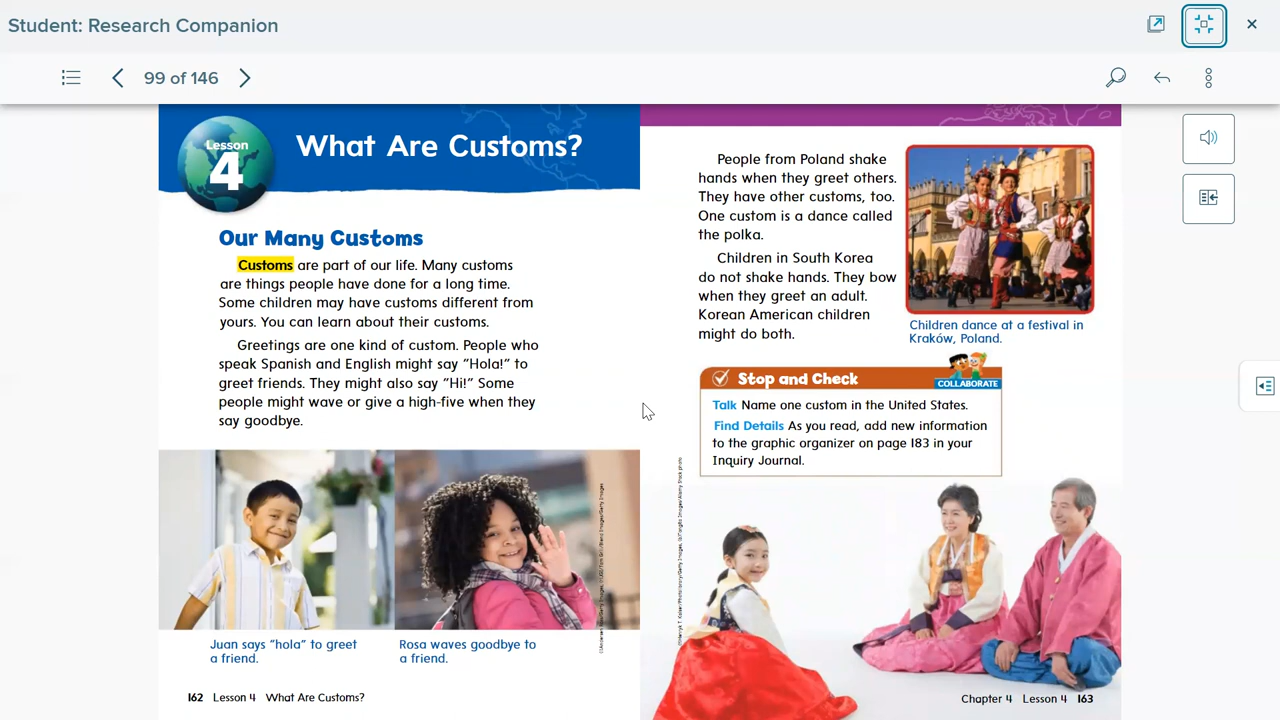 Student: Research Companion
99 of 146
Lesson
4
What Are Customs?
Our Many Customs
Customs are part of our life. Many customs
are things people have done for a long time.
Some children may have customs different from
yours. You can learn about their customs.
Greetings are one kind of custom. People who
speak Spanish and English might say “Hola!” to
greet friends. They might also say “Hi!” Some
people might wave or give a high-five when they
say goodbye.
Juan says “hola” to greet
a friend.
Rosa waves goodbye to
a friend.
162 Lesson 4 What Are Customs?
People from Poland shake
hands when they greet others.
They have other customs, too.
One custom is a dance called
the polka.
Children in South Korea
do not shake hands. They bow
when they greet an adult.
Korean American children
might do both.
Children dance at a festival in
Kraków, Poland.
Stop and Check
COLLABORATE
Talk Name one custom in the United States.
Find Details As you read, add new information
to the graphic organizer on page 183 in your
Inquiry Journal.
Chapter 4 Lesson 4 163